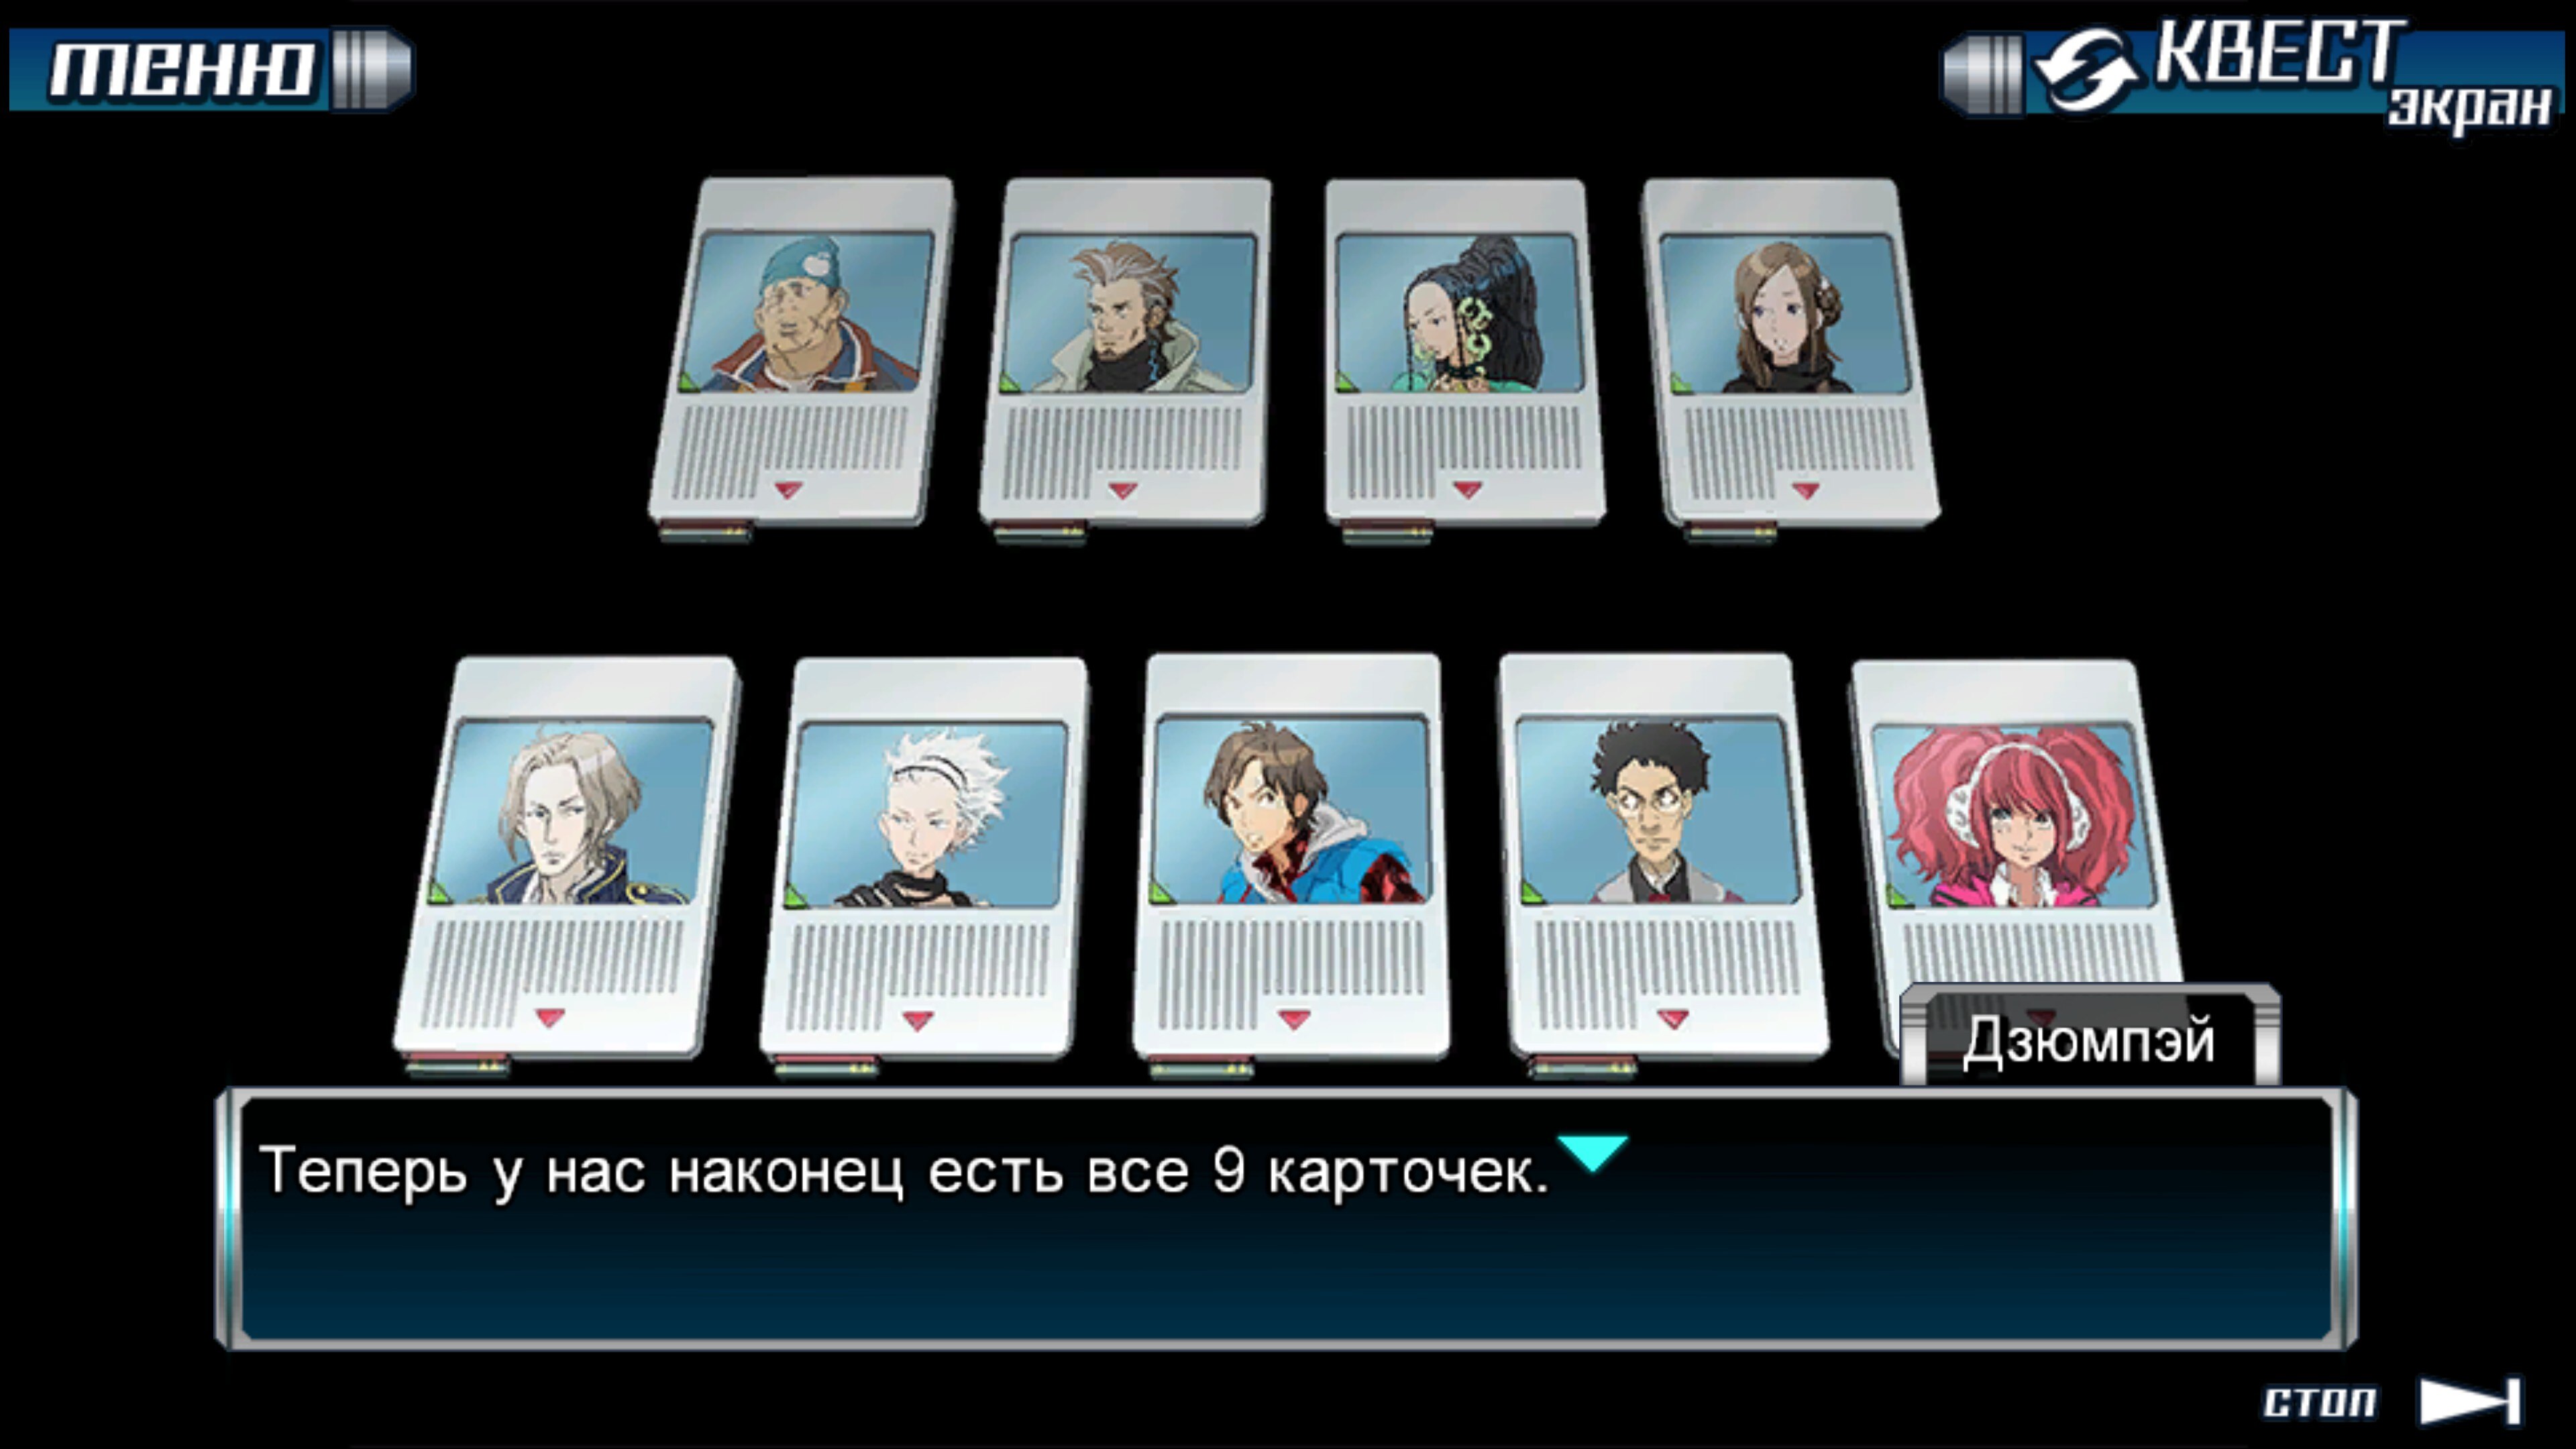 меню
КВЕСТ
экран
Дзюмпэй
Теперь у нас наконец есть все 9 карточек.
стоп